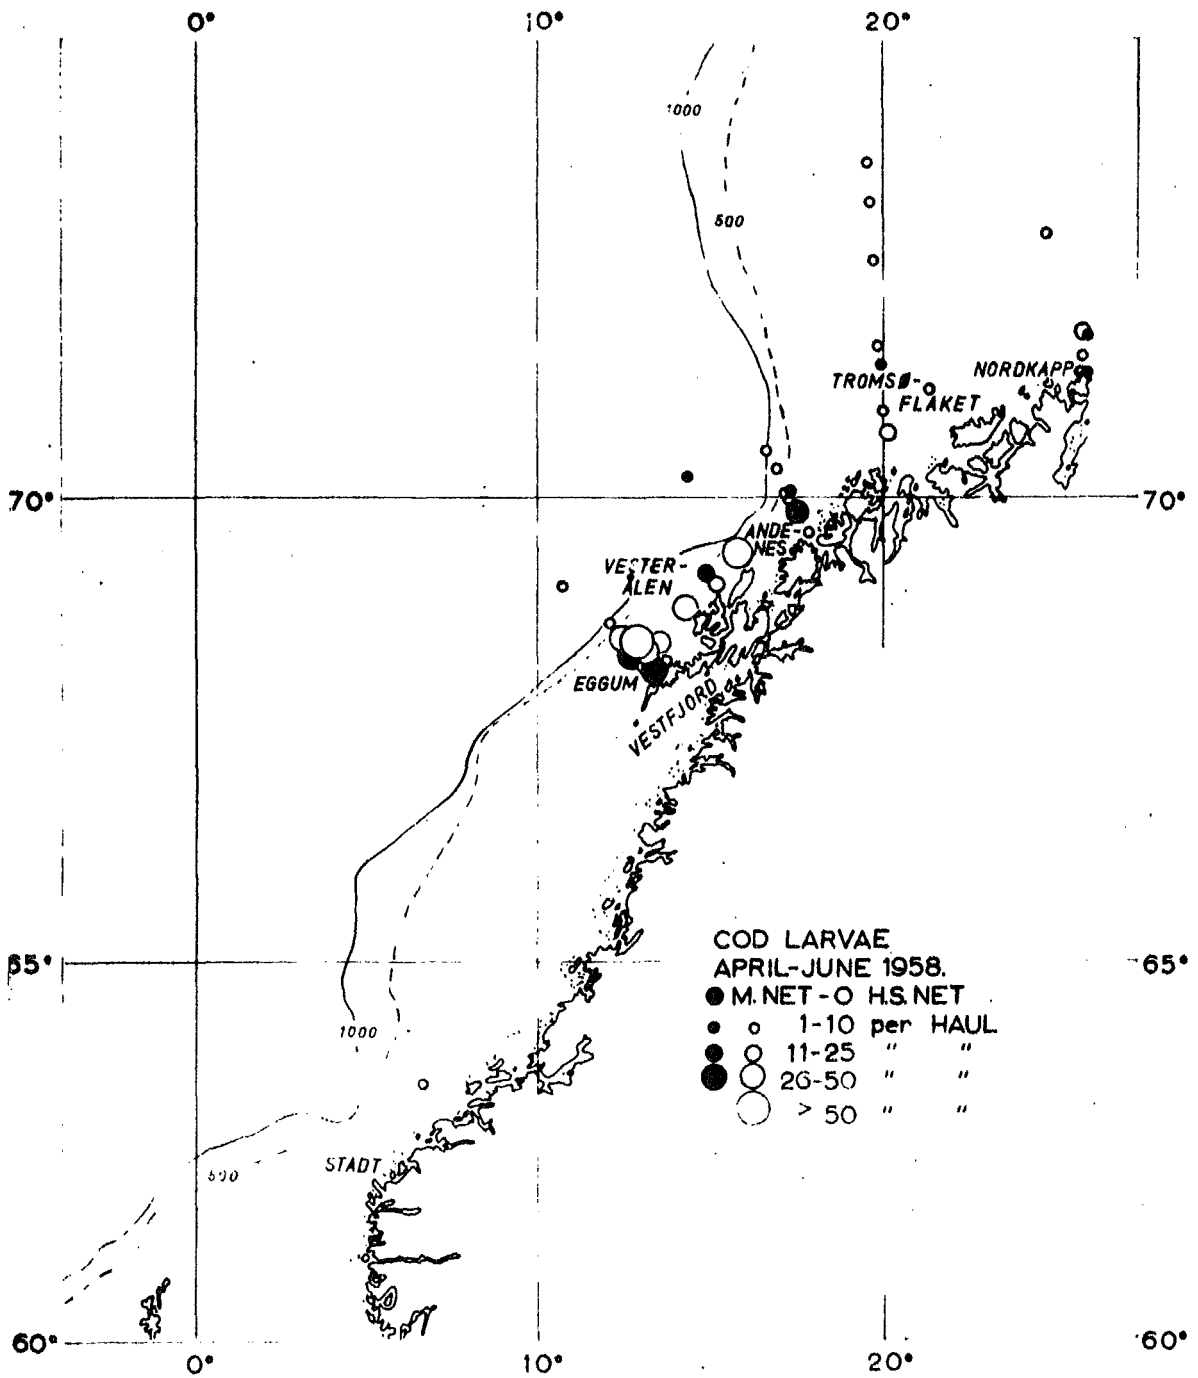 0° 10° 20°
1000
500
NORDKAPP
TROMSØ-
FLAKET
70° 70°
ANDE-
NES
VESTER-
ÅLEN
EGGUM
VESTFJORD
COD LARVAE
APRIL-JUNE 1958.
65° 65°
M. NET - O H.S. NET
1-10 per HAUL
11-25 " "
26-50 " "
> 50 " "
1000
STADT
500
60° 60°
0° 10° 20°